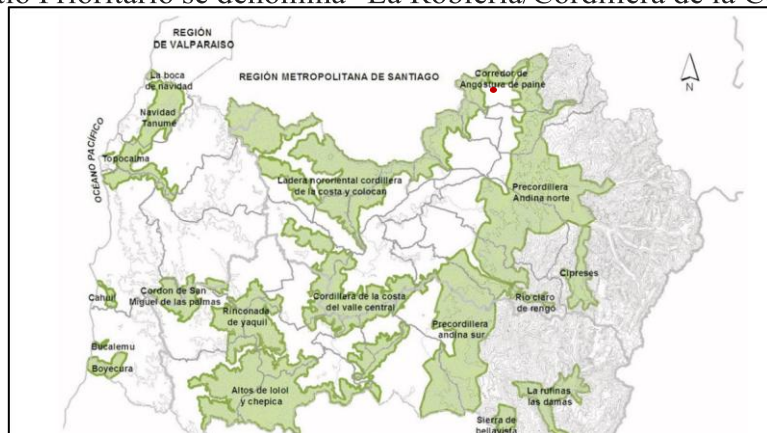 REGIÓN
DE VALPARAISO
REGIÓN METROPOLITANA DE SANTIAGO
Corredor de
Angostura de paine
N
La boca
de navidad
Navidad
Tanumé
OCÉANO PACÍFICO
Topocalma
Ladera nororiental cordillera
de la costa y colocan
Precordillera
Andina norte
Cipreses
Cahuil
Cordon de San
Miguel de las palmas
Rinconada
de yaquil
Cordillera de la costa
del valle central
Rio claro
de rengo
Precordillera
andina sur
Bucalemu
Boyecura
Altos de lolol
y chepica
La rufinas
las damas
Sierra de
bellavista